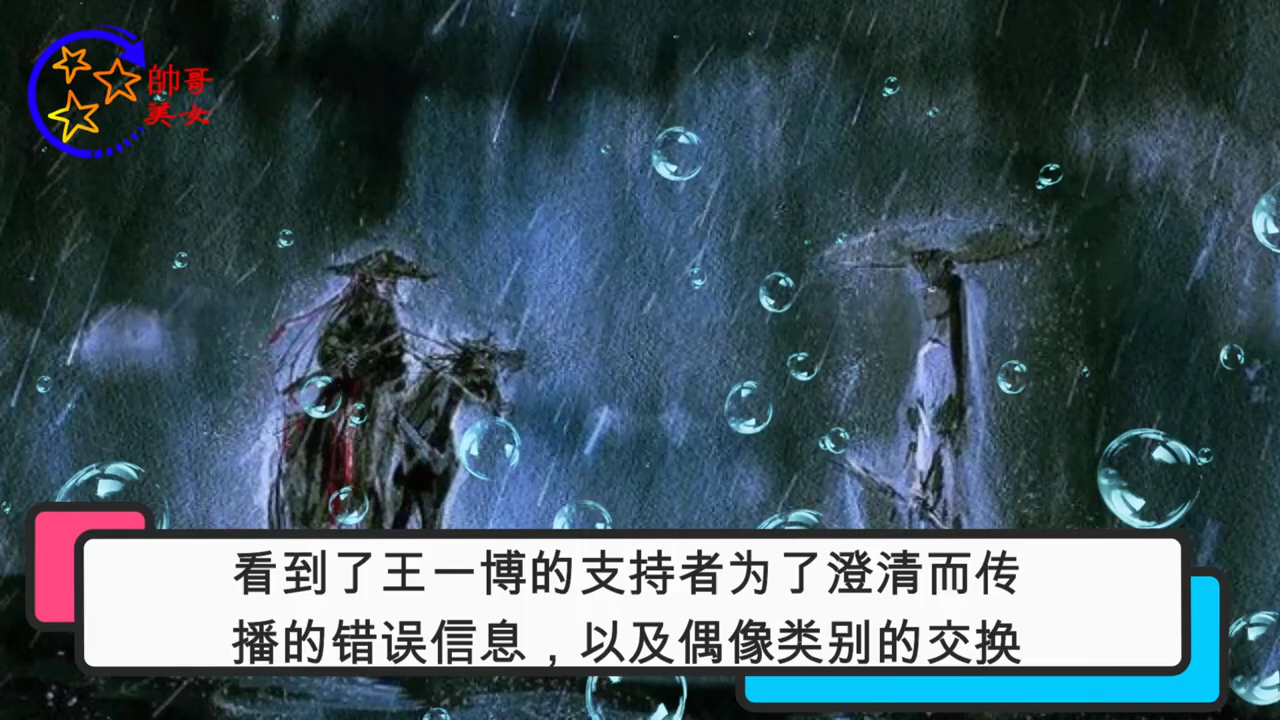 帥哥
美女
看到了王一博的支持者为了澄清而传
播的错误信息，以及偶像类别的交换